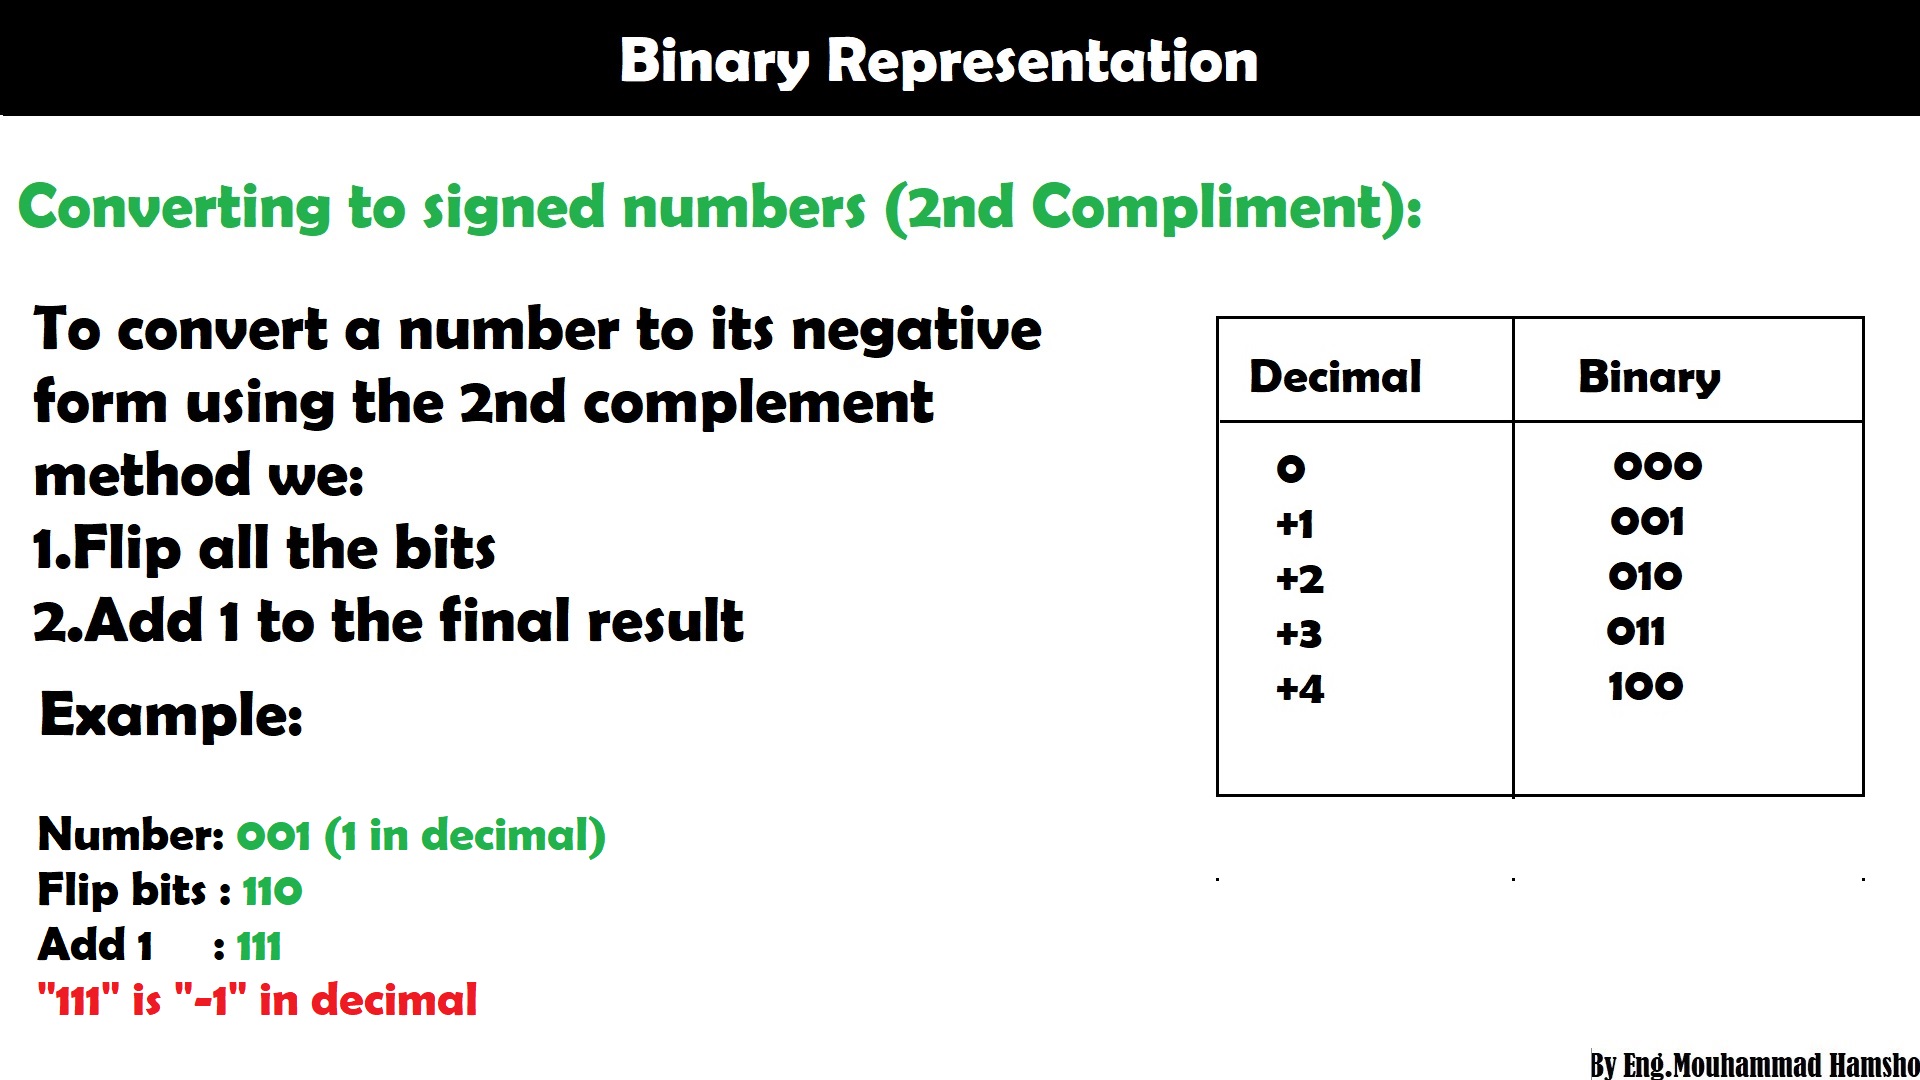 Binary Representation
Converting to signed numbers (2nd Compliment):
To convert a number to its negative
form using the 2nd complement
method we:
1.Flip all the bits
2.Add 1 to the final result
Example:
Number: 001 (1 in decimal)
Flip bits : 110
Add 1 : 111
"111" is "-1" in decimal
Decimal Binary
0 000
+1 001
+2 010
+3 011
+4 100
By Eng.Mouhammad Hamsho